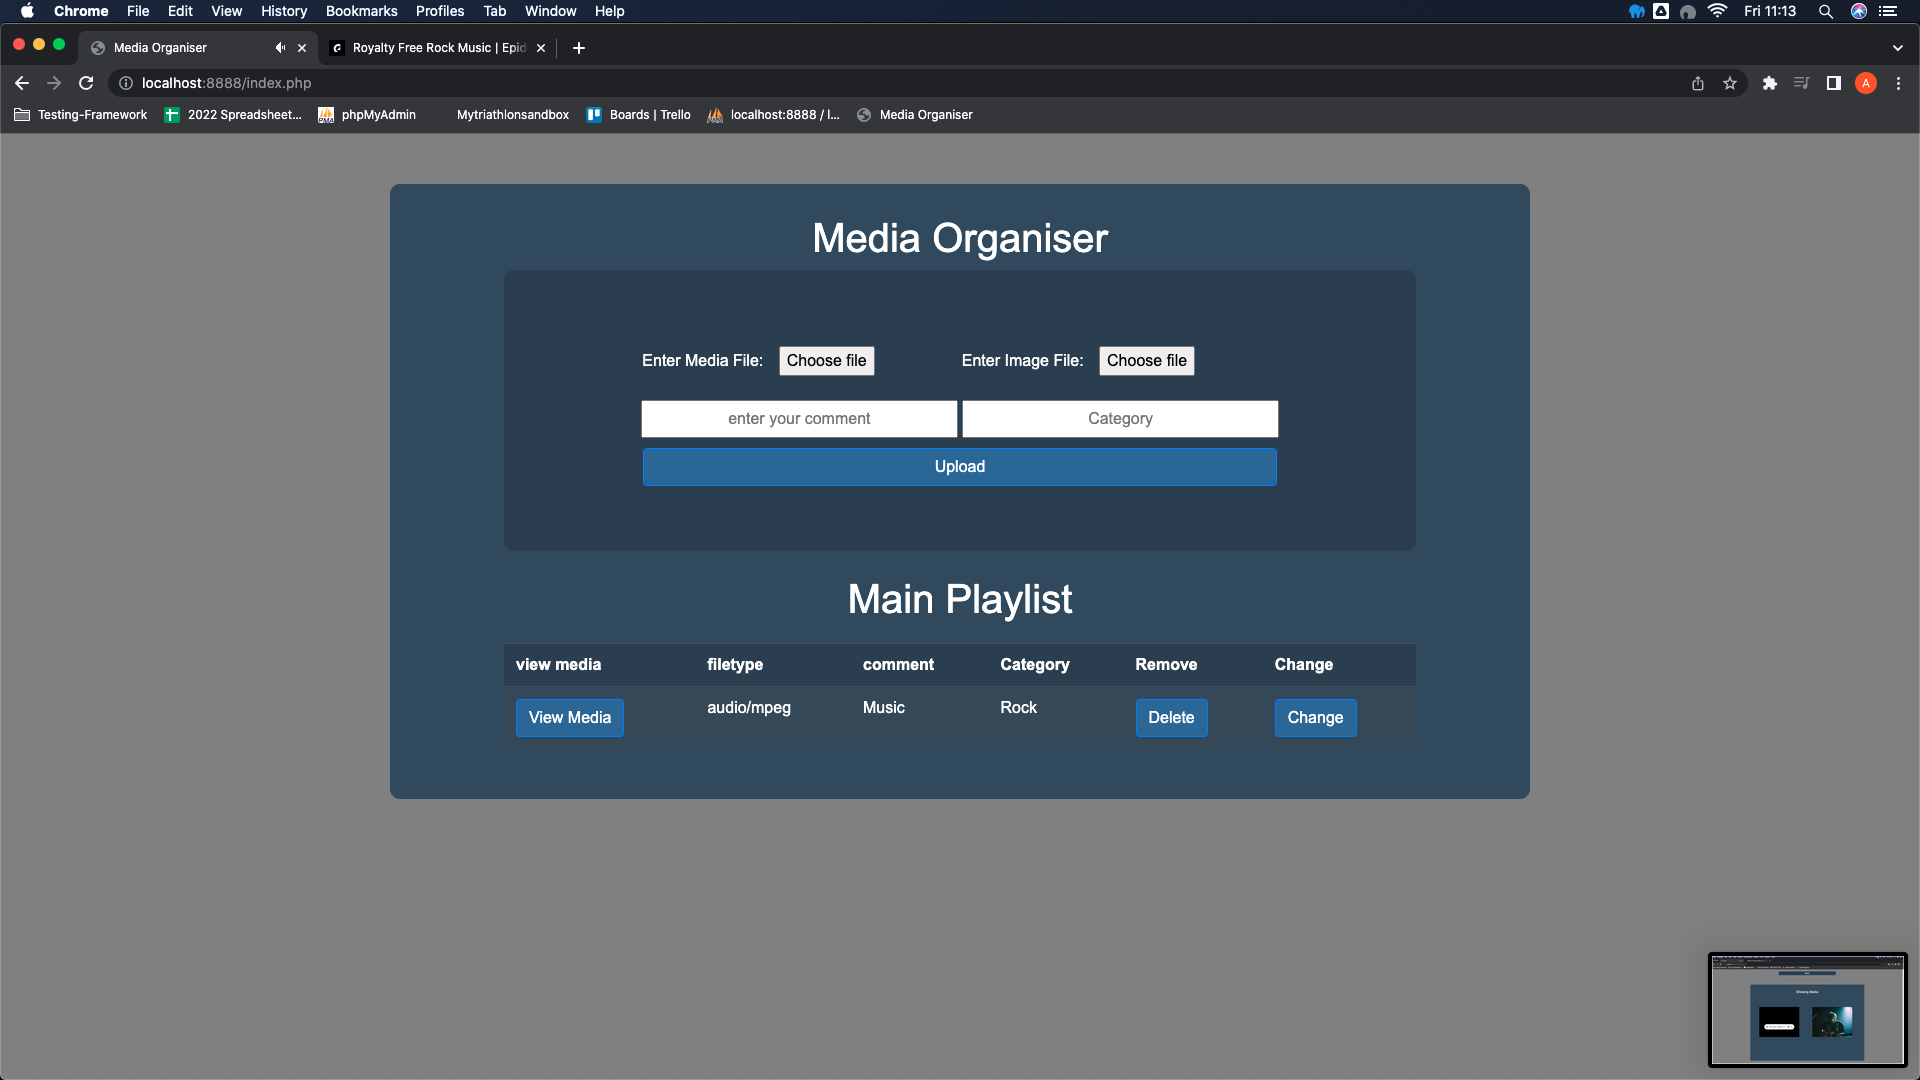 Chrome File Edit View History Bookmarks Profiles Tab Window Help Fri 11:13
Media Organiser Royalty Free Rock Music | Epid
localhost:8888/index.php A
Testing-Framework 2022 Spreadsheet... phpMyAdmin Mytriathlonsandbox Boards | Trello localhost:8888 / l... Media Organiser
Media Organiser
Enter Media File: Choose file Enter Image File: Choose file
enter your comment Category
Upload
Main Playlist
view media filetype comment Category Remove Change
View Media audio/mpeg Music Rock Delete Change
Showing Media